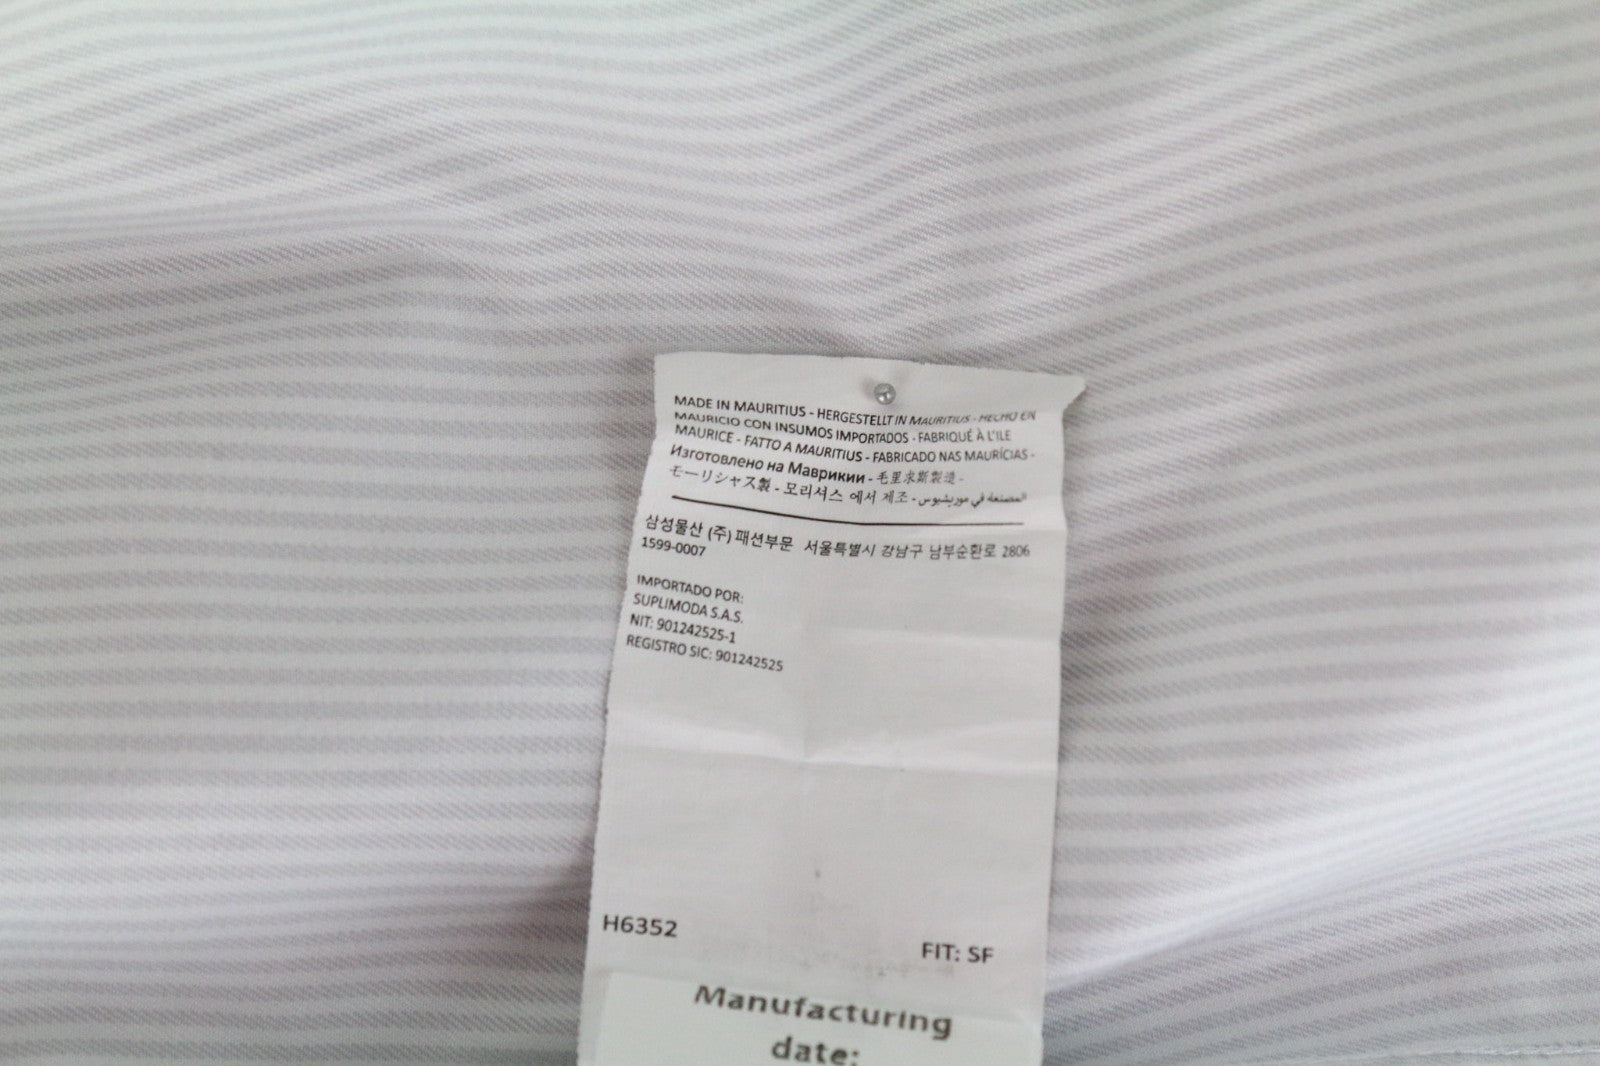 MADE IN MAURITIUS - HERGESTELLT IN MAURITIUS - HECHO EN
MAURICIO CON INSUMOS IMPORTADOS - FABRIQUÉ À L'ILE
MAURICE - FATTO A MAURITIUS - FABRICADO NAS MAURÍCIAS -
Изготовлено на Маврикии - 毛里求斯製造 -
モーリシャス製 - 모리셔스 에서 제조 - المصنعة في موريشيوس
삼성물산 (주) 패션부문 서울특별시 강남구 남부순환로 2806
1599-0007
IMPORTADO POR:
SUPLIMODA S.A.S.
NIT: 901242525-1
REGISTRO SIC: 901242525
H6352
FIT: SF
Manufacturing
date: